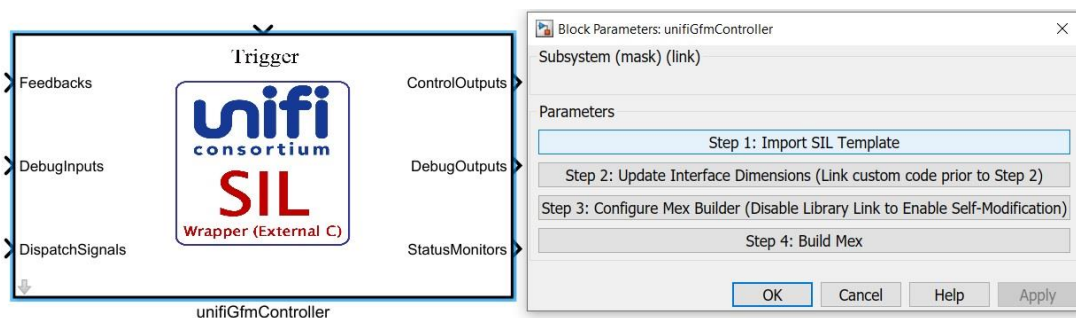 Trigger
Feedbacks
ControlOutputs
unifi
consortium
DebugInputs
DebugOutputs
SIL
Wrapper (External C)
DispatchSignals
StatusMonitors
unifiGfmController
Block Parameters: unifiGfmController
Subsystem (mask) (link)
Parameters
Step 1: Import SIL Template
Step 2: Update Interface Dimensions (Link custom code prior to Step 2)
Step 3: Configure Mex Builder (Disable Library Link to Enable Self-Modification)
Step 4: Build Mex
OK
Cancel
Help
Apply